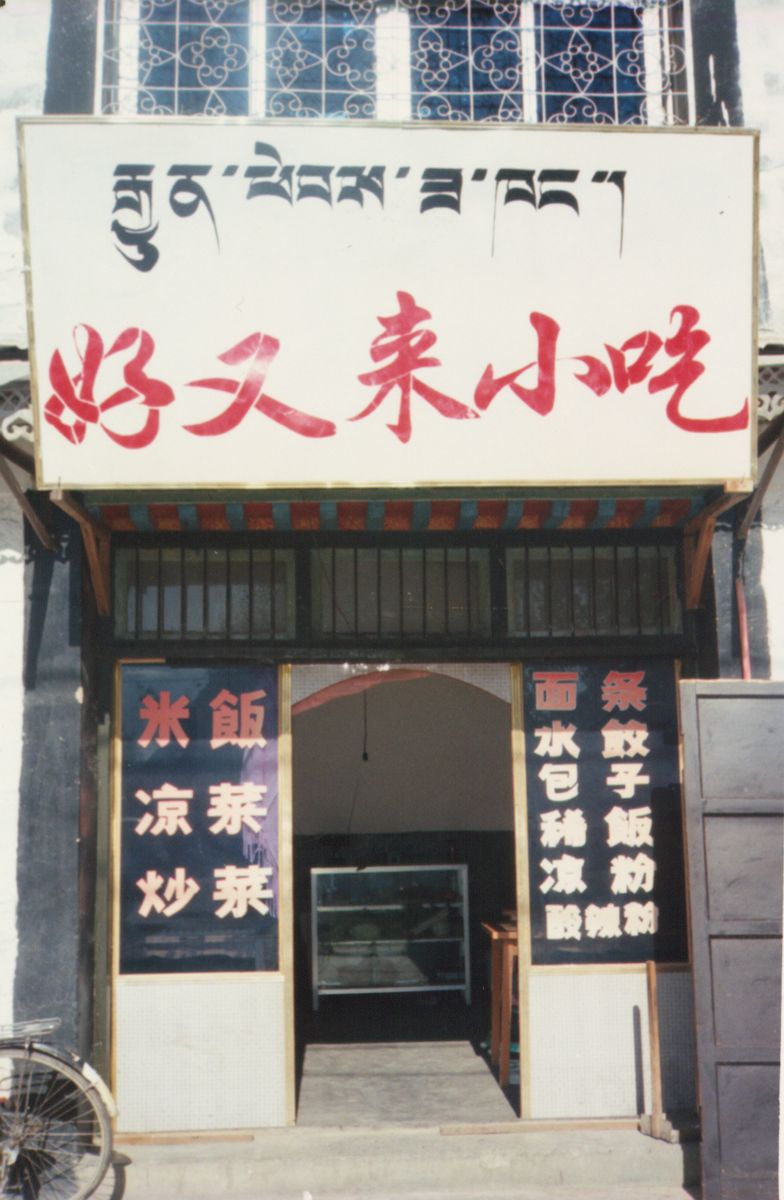 རྒྱུན་ཕེབས་ཟ་ཁང་།
好又来小吃
米飯
凉菜
炒菜
面条
水餃
包子
稀飯
凉粉
酸辣粉